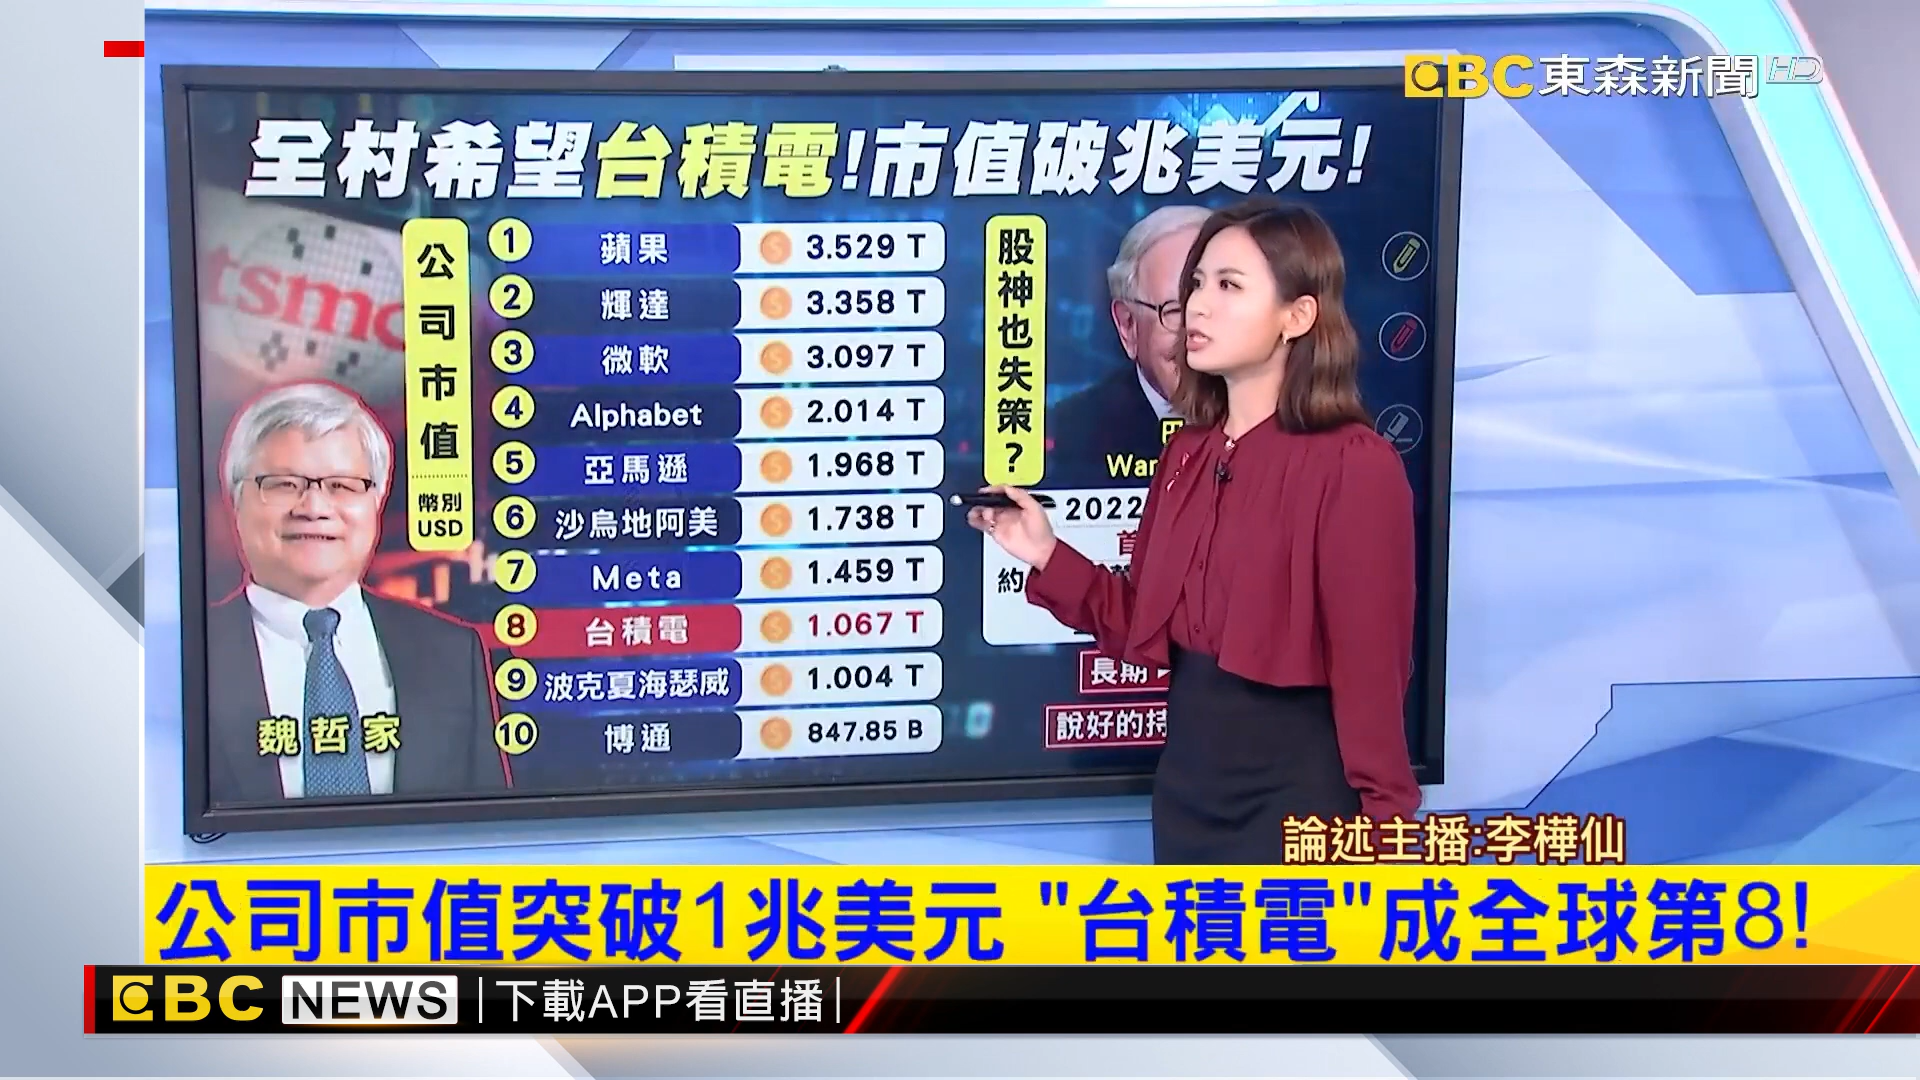 EBC東森新聞HD
全村希望台積電!市值破兆美元!
tsmc
公司市值
幣別
USD
1 蘋果 3.529 T
2 輝達 3.358 T
3 微軟 3.097 T
4 Alphabet 2.014 T
5 亞馬遜 1.968 T
6 沙烏地阿美 1.738 T
7 Meta 1.459 T
8 台積電 1.067 T
9 波克夏海瑟威 1.004 T
10 博通 847.85 B
魏哲家
股神也失策?
2022
約
長期
說好的持
論述主播:李樺仙
公司市值突破1兆美元 "台積電"成全球第8!
EBC NEWS |下載APP看直播|